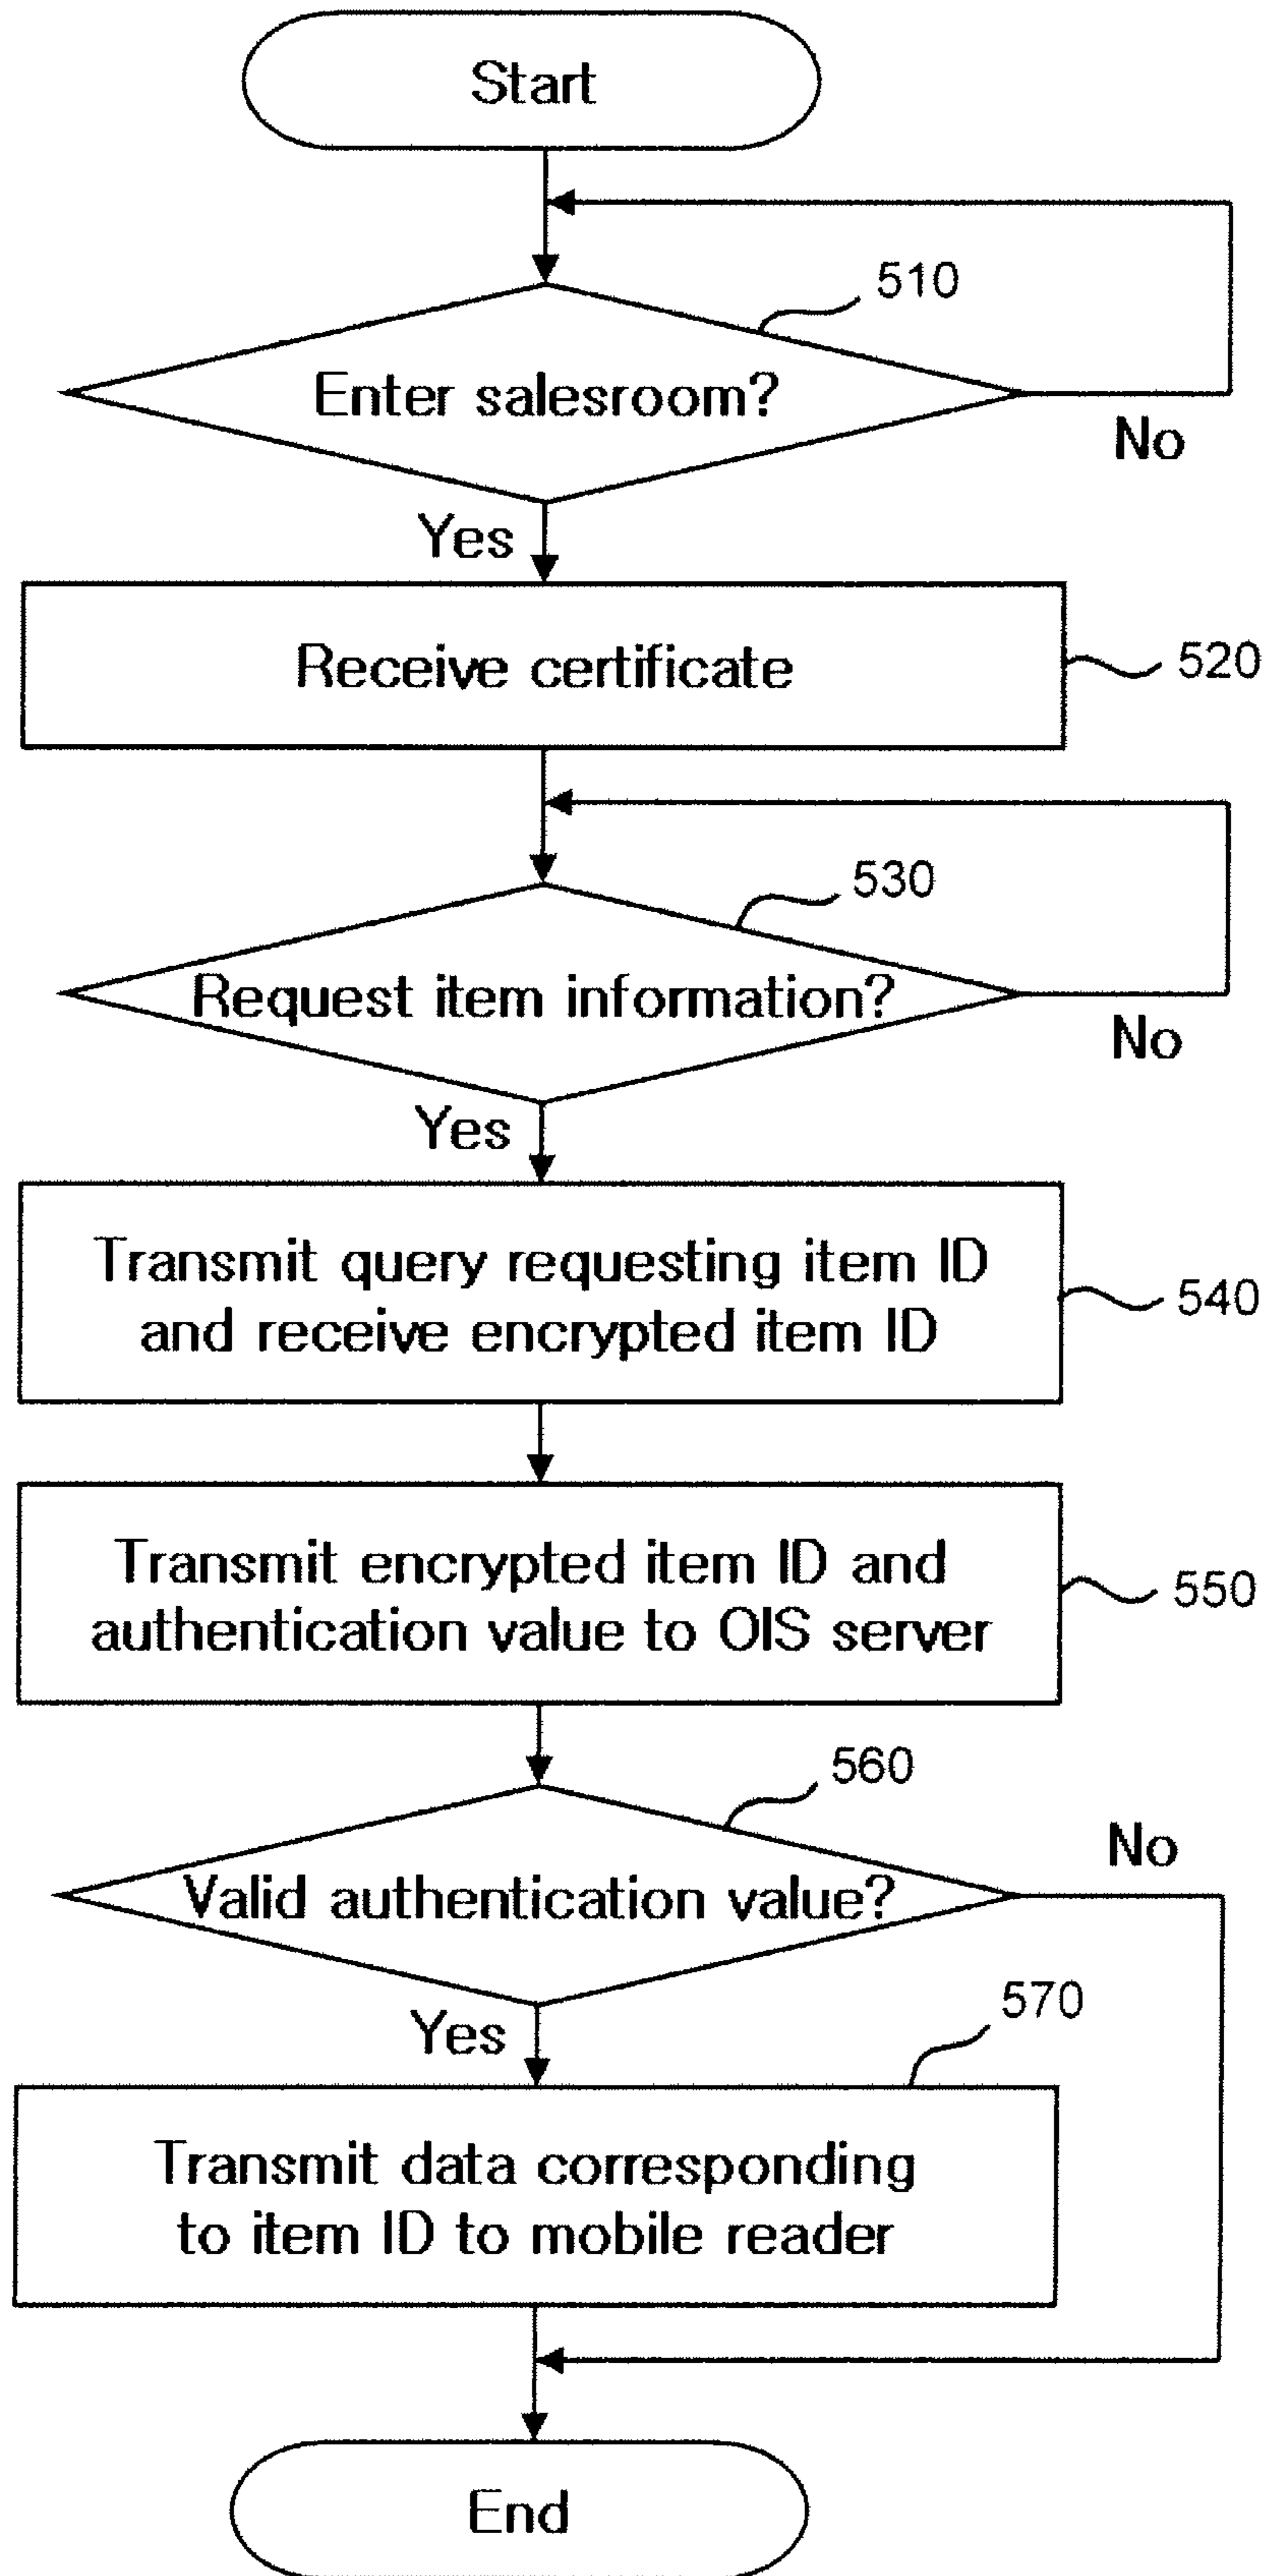 Start
510
Enter salesroom?
No
Yes
Receive certificate
520
530
Request item information?
No
Yes
Transmit query requesting item ID
and receive encrypted item ID
540
Transmit encrypted item ID and
authentication value to OIS server
550
560
No
Valid authentication value?
Yes
570
Transmit data corresponding
to item ID to mobile reader
End